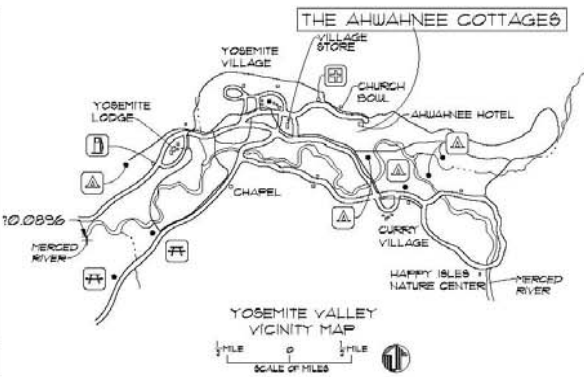 THE AHWAHNEE COTTAGES
YOSEMITE
VILLAGE
VILLAGE
STORE
CHURCH
BOWL
YOSEMITE
LODGE
AHWAHNEE HOTEL
CHAPEL
?0.0896
MERCED
RIVER
CURRY
VILLAGE
HAPPY ISLES
NATURE CENTER
MERCED
RIVER
YOSEMITE VALLEY
VICINITY MAP
½ MILE 0 ½ MILE
SCALE OF MILES